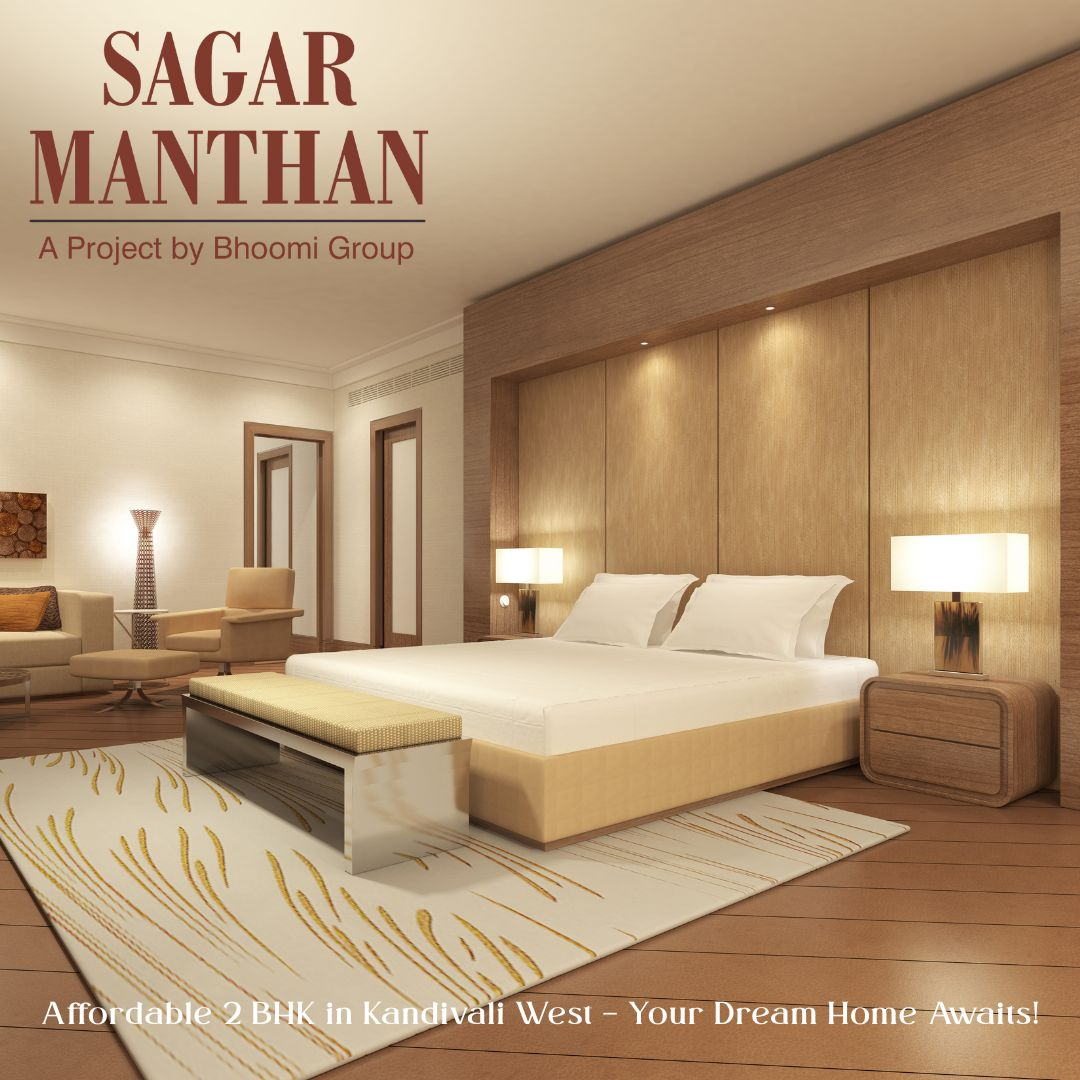 SAGAR
MANTHAN
A Project by Bhoomi Group
Affordable 2 BHK in Kandivali West - Your Dream Home Awaits!